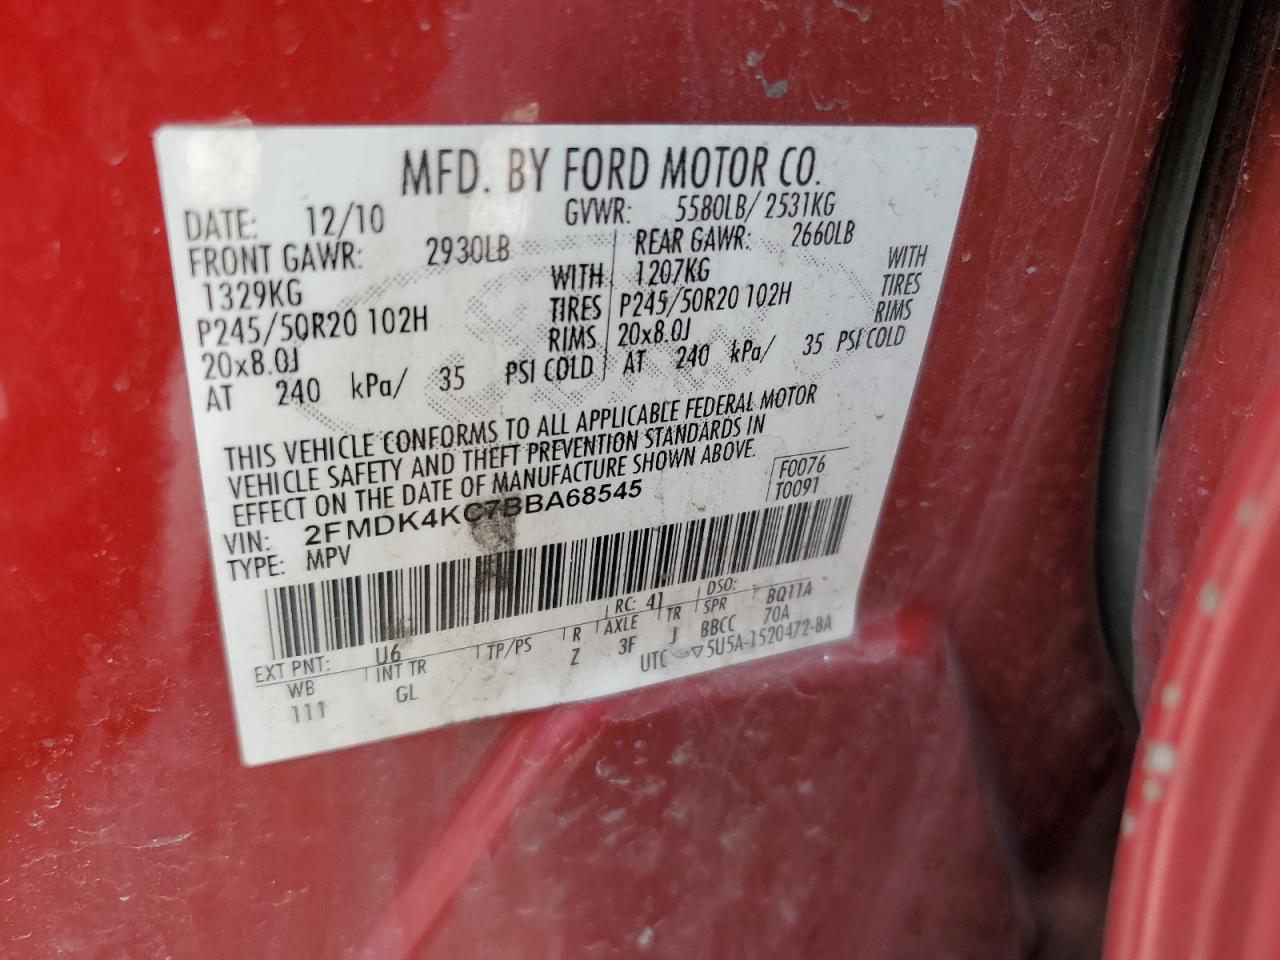 MFD. BY FORD MOTOR CO.
DATE: 12/10 GVWR: 5580LB/ 2531KG
FRONT GAWR: 2930LB REAR GAWR: 2660LB
1329KG WITH 1207KG WITH
P245/50R20 102H TIRES P245/50R20 102H TIRES
20x8.0J RIMS 20x8.0J RIMS
AT 240 kPa/ 35 PSI COLD AT 240 kPa/ 35 PSI COLD
THIS VEHICLE CONFORMS TO ALL APPLICABLE FEDERAL MOTOR
VEHICLE SAFETY AND THEFT PREVENTION STANDARDS IN
EFFECT ON THE DATE OF MANUFACTURE SHOWN ABOVE.
F0076
T0091
VIN: 2FMDK4KC7BBA68545
TYPE: MPV
EXT PNT: U6 RC: 41 DSO: BQ11A
WB INT TR TP/PS R AXLE TR SPR 70A
111 GL Z 3F J BBCC
UTC ▽5U5A-1520472-BA